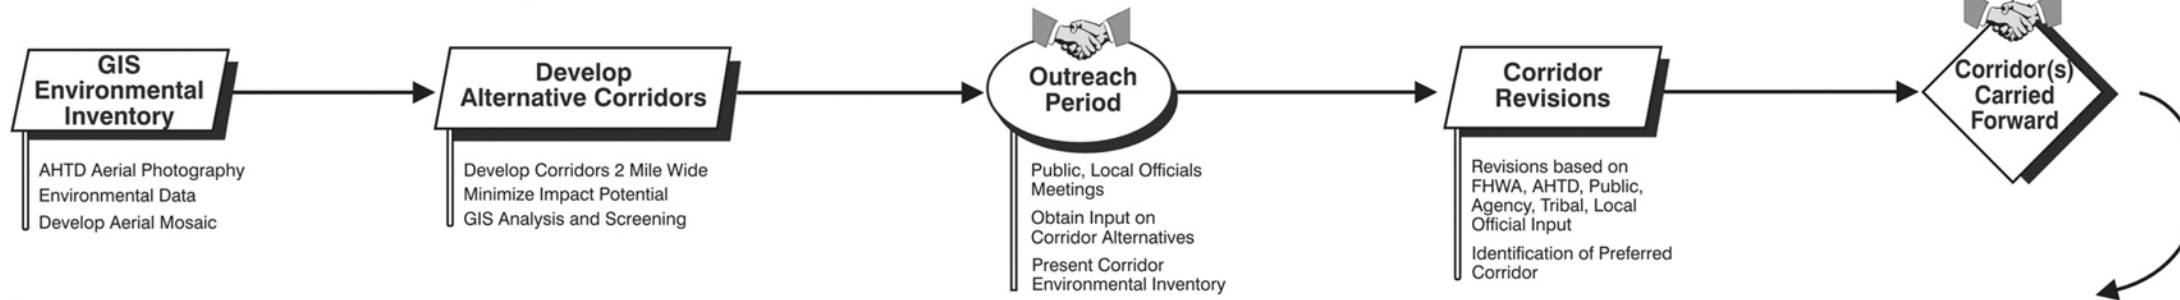 GIS
Environmental
Inventory
AHTD Aerial Photography
Environmental Data
Develop Aerial Mosaic
Develop
Alternative Corridors
Develop Corridors 2 Mile Wide
Minimize Impact Potential
GIS Analysis and Screening
Outreach
Period
Public, Local Officials
Meetings
Obtain Input on
Corridor Alternatives
Present Corridor
Environmental Inventory
Corridor
Revisions
Revisions based on
FHWA, AHTD, Public,
Agency, Tribal, Local
Official Input
Identification of Preferred
Corridor
Corridor(s)
Carried
Forward